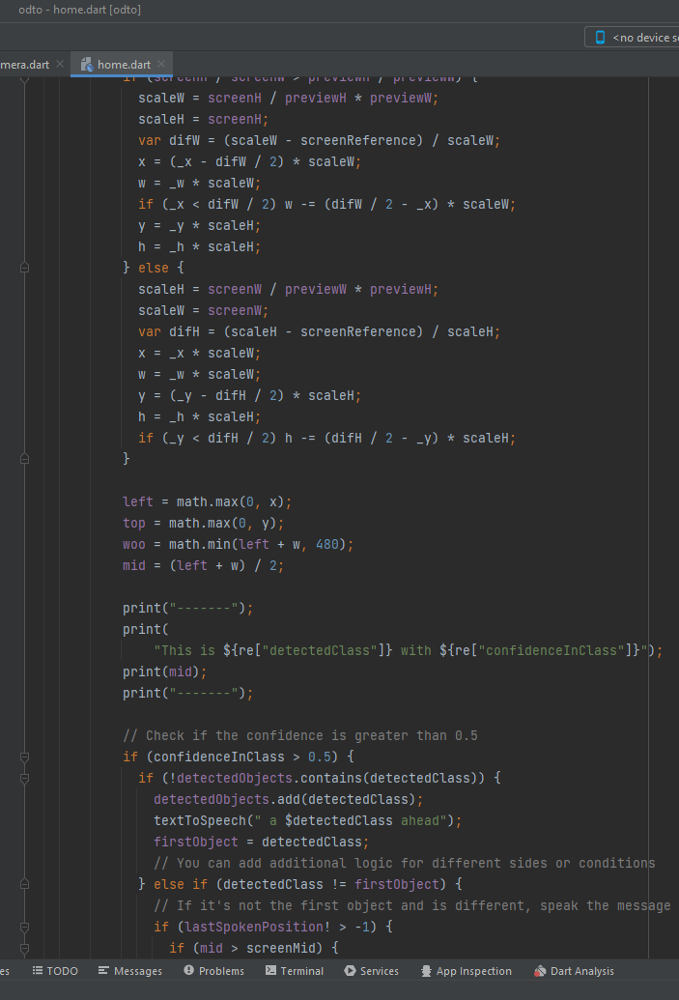 odto - home.dart [odto]
<no device s
mera.dart × home.dart ×
if (screenH / screenW > previewH / previewW) {
scaleW = screenH / previewH * previewW;
scaleH = screenH;
var difW = (scaleW - screenReference) / scaleW;
x = (_x - difW / 2) * scaleW;
w = _w * scaleW;
if (_x < difW / 2) w -= (difW / 2 - _x) * scaleW;
y = _y * scaleH;
h = _h * scaleH;
} else {
scaleH = screenW / previewW * previewH;
scaleW = screenW;
var difH = (scaleH - screenReference) / scaleH;
x = _x * scaleW;
w = _w * scaleW;
y = (_y - difH / 2) * scaleH;
h = _h * scaleH;
if (_y < difH / 2) h -= (difH / 2 - _y) * scaleH;
}
left = math.max(0, x);
top = math.max(0, y);
woo = math.min(left + w, 480);
mid = (left + w) / 2;
print("-------");
print(
"This is ${re["detectedClass"]} with ${re["confidenceInClass"]}");
print(mid);
print("-------");
// Check if the confidence is greater than 0.5
if (confidenceInClass > 0.5) {
if (!detectedObjects.contains(detectedClass)) {
detectedObjects.add(detectedClass);
textToSpeech(" a $detectedClass ahead");
firstObject = detectedClass;
// You can add additional logic for different sides or conditions
} else if (detectedClass != firstObject) {
// If it's not the first object and is different, speak the message
if (lastSpokenPosition! > -1) {
if (mid > screenMid) {
es TODO Messages Problems Terminal Services App Inspection Dart Analysis